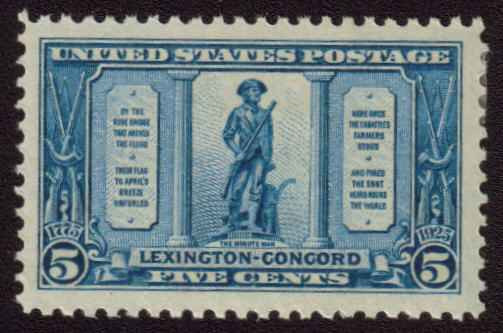 UNITED STATES POSTAGE
BY THE
RUDE BRIDGE
THAT ARCHED
THE FLOOD
THEIR FLAG
TO APRIL'S
BREEZE
UNFURLED
HERE ONCE
THE EMBATTLED
FARMERS
STOOD
AND FIRED
THE SHOT
HEARD ROUND
THE WORLD
1775
1925
THE MINUTE MAN
5 LEXINGTON-CONCORD 5
FIVE CENTS